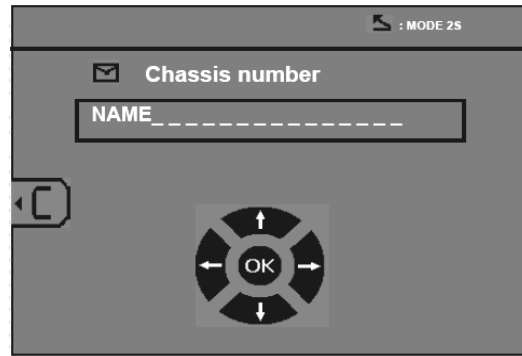 : MODE 2S
Chassis number
NAME_ _ _ _ _ _ _ _ _ _ _ _ _ _ _
C
OK